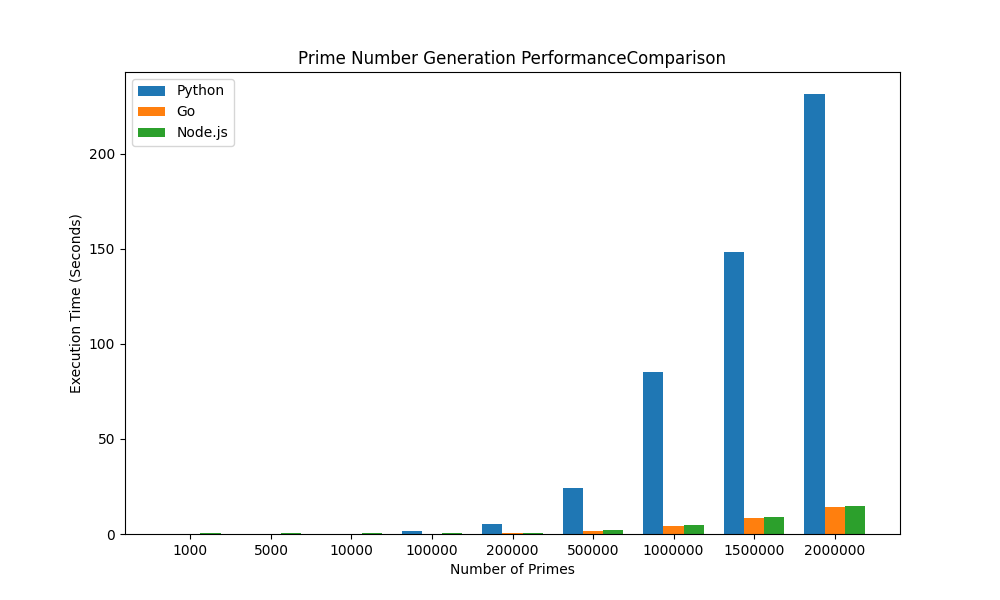 Prime Number Generation PerformanceComparison
Python
Go
Node.js
Execution Time (Seconds)
200
150
100
50
0
1000 5000 10000 100000 200000 500000 1000000 1500000 2000000
Number of Primes